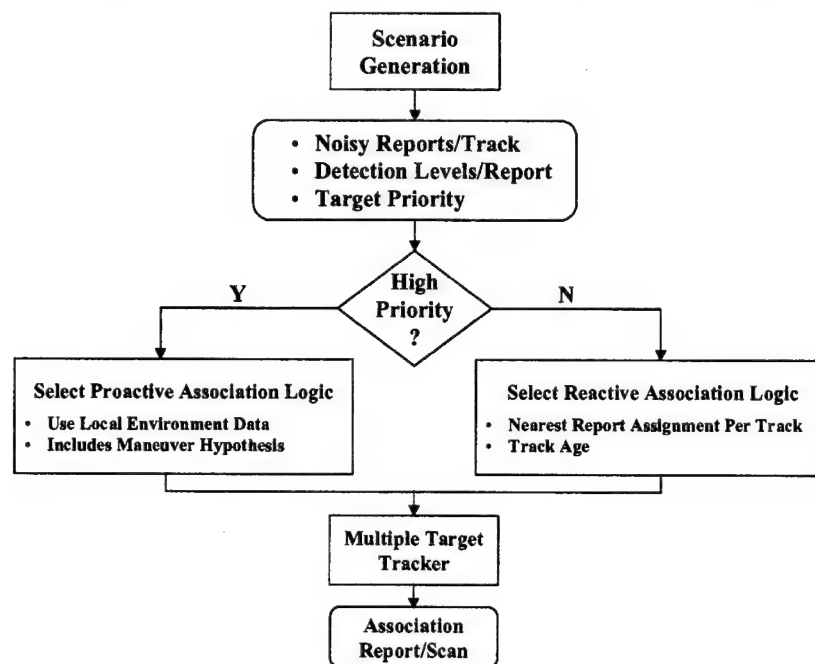 Scenario
Generation
• Noisy Reports/Track
• Detection Levels/Report
• Target Priority
High
Priority
?
Y
N
Select Proactive Association Logic
• Use Local Environment Data
• Includes Maneuver Hypothesis
Select Reactive Association Logic
• Nearest Report Assignment Per Track
• Track Age
Multiple Target
Tracker
Association
Report/Scan